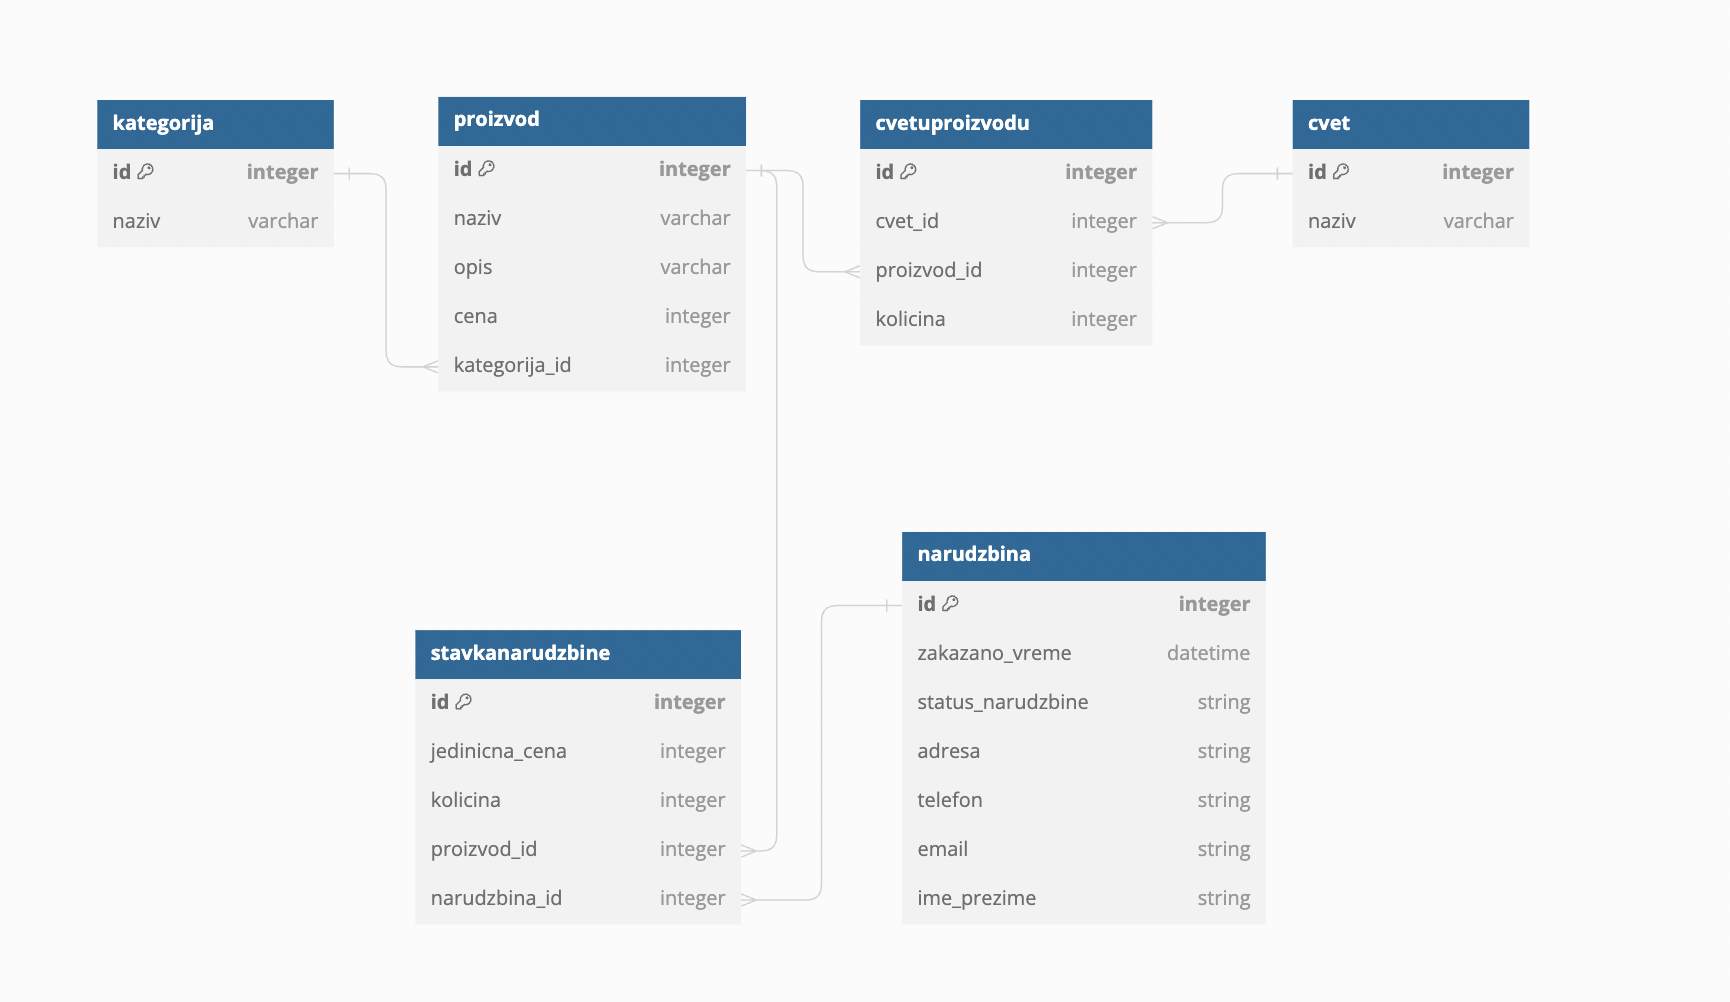 kategorija
id integer
naziv varchar
proizvod
id integer
naziv varchar
opis varchar
cena integer
kategorija_id integer
cvetuproizvodu
id integer
cvet_id integer
proizvod_id integer
kolicina integer
cvet
id integer
naziv varchar
stavkanarudzbine
id integer
jedinicna_cena integer
kolicina integer
proizvod_id integer
narudzbina_id integer
narudzbina
id integer
zakazano_vreme datetime
status_narudzbine string
adresa string
telefon string
email string
ime_prezime string